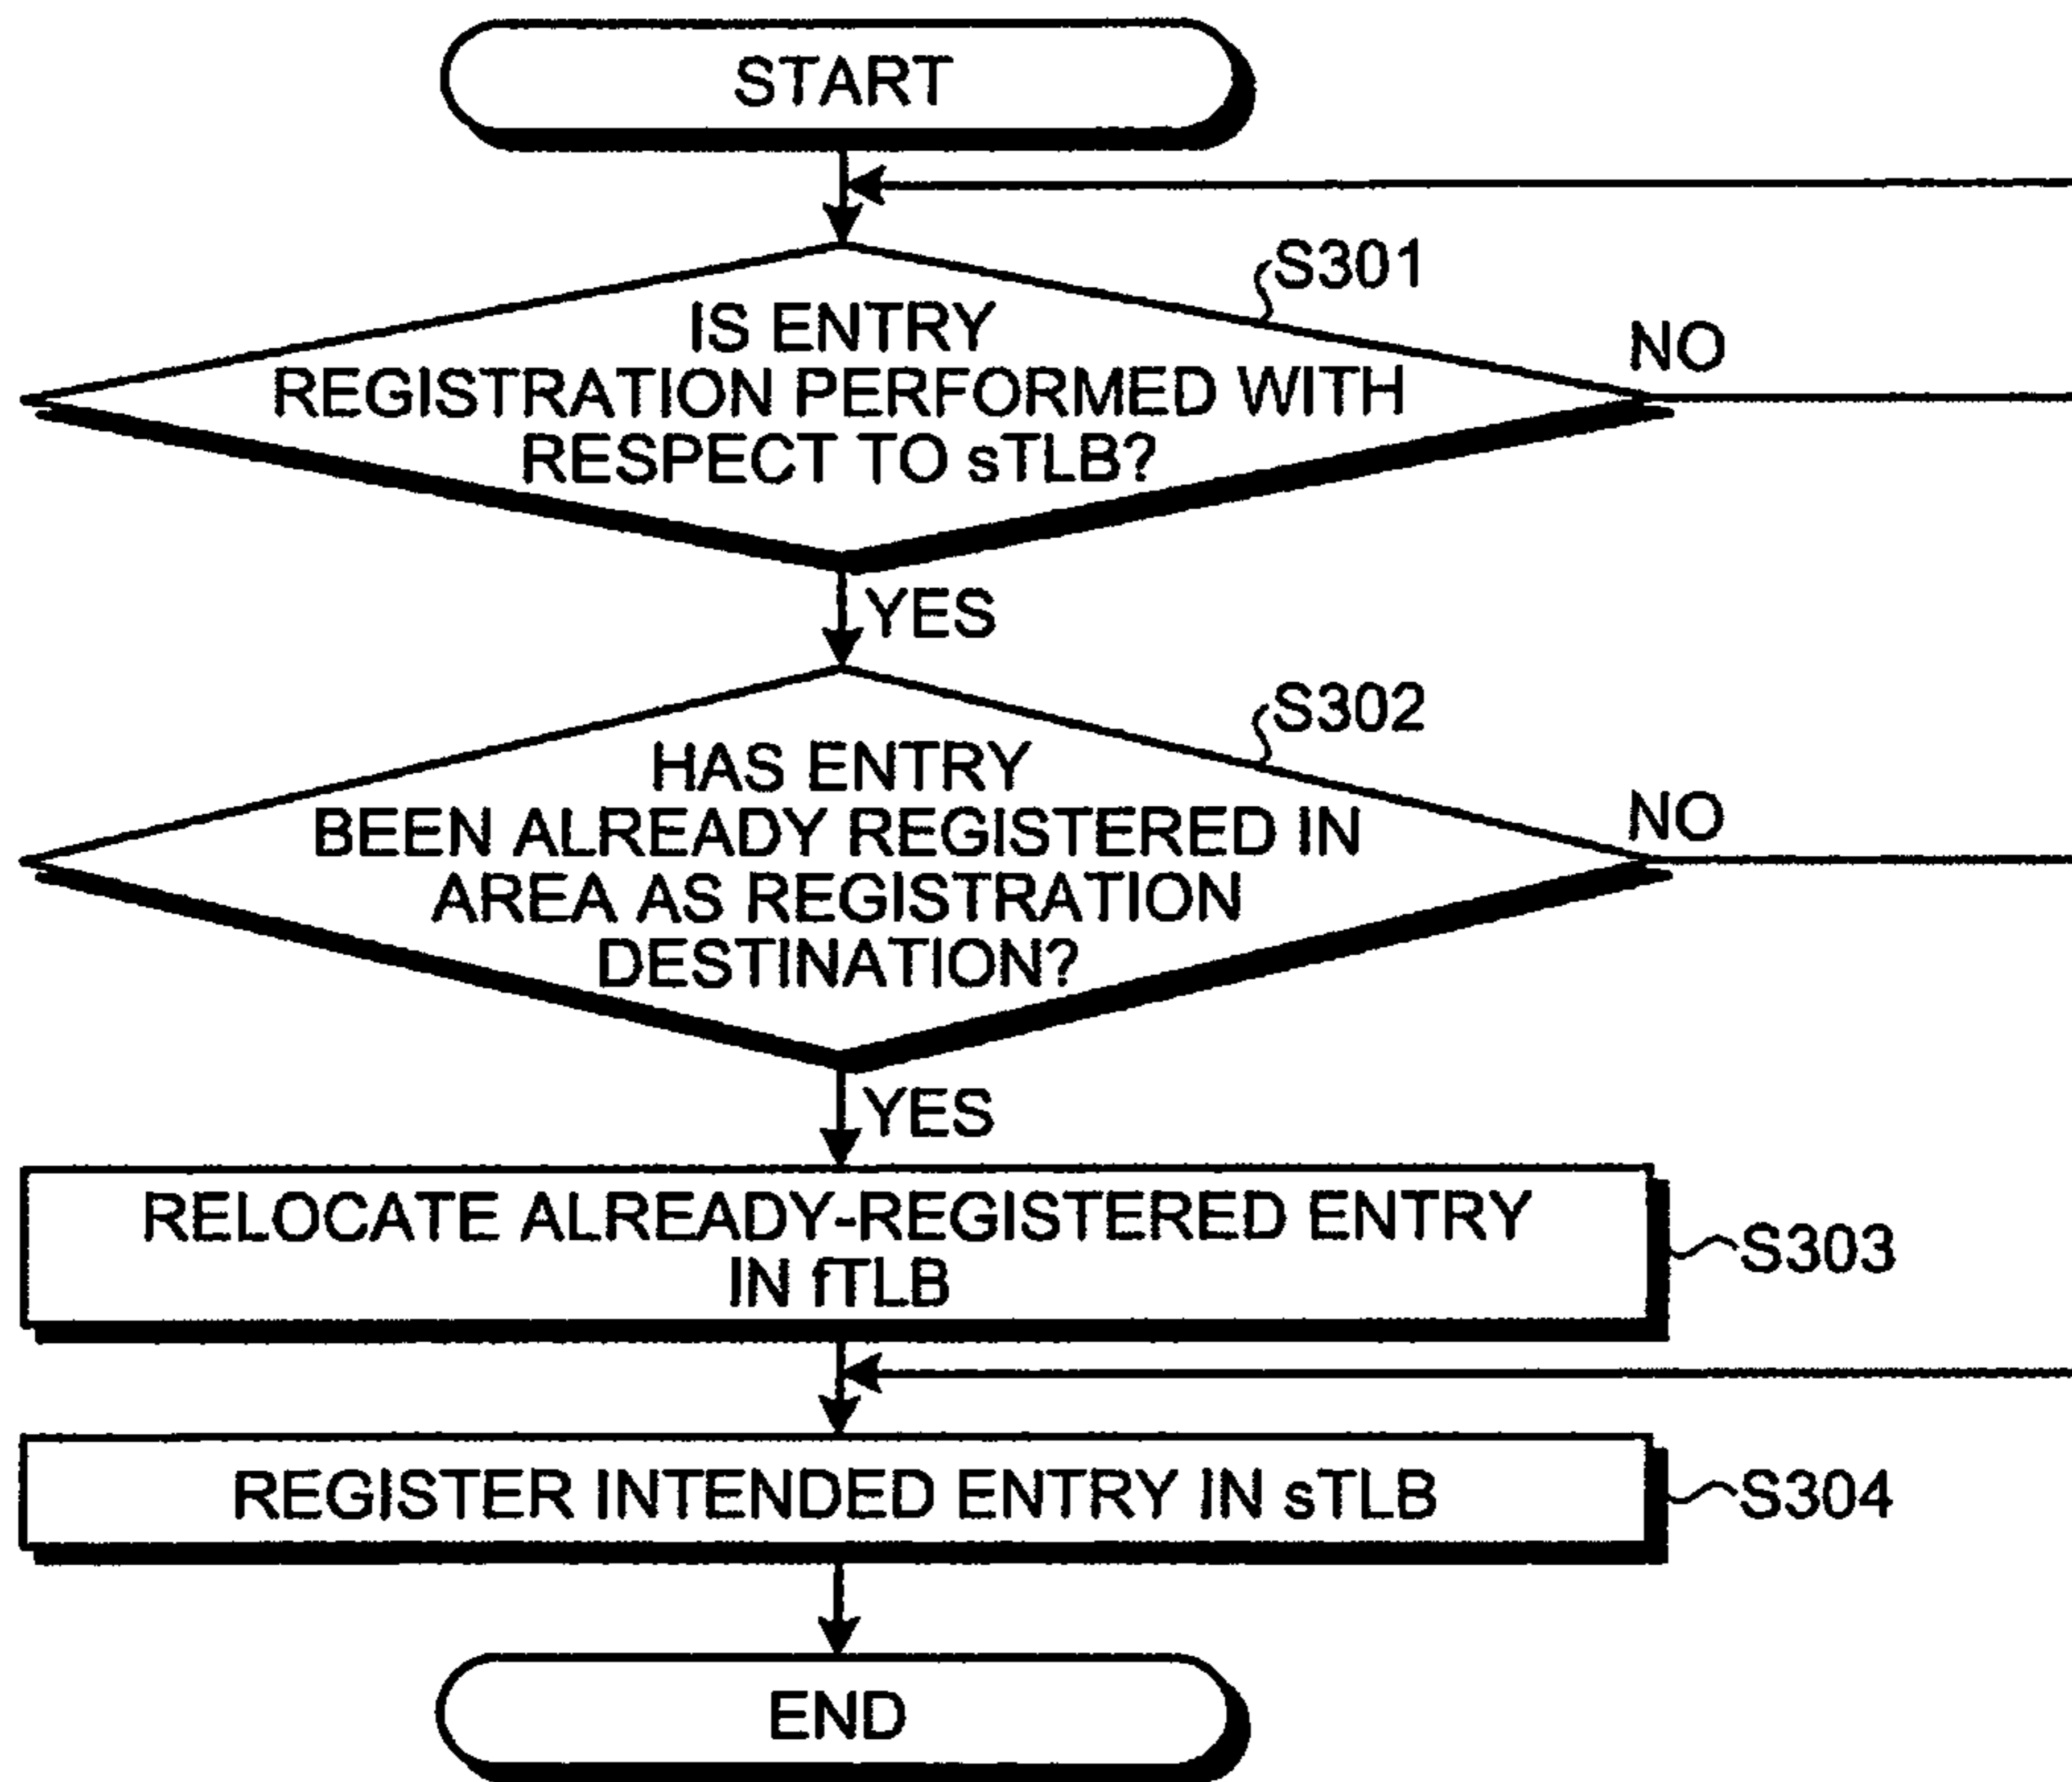 START
S301
IS ENTRY
NO
REGISTRATION PERFORMED WITH
RESPECT TO sTLB?
YES
S302
HAS ENTRY
NO
BEEN ALREADY REGISTERED IN
AREA AS REGISTRATION
DESTINATION?
YES
RELOCATE ALREADY-REGISTERED ENTRY
IN fTLB
S303
REGISTER INTENDED ENTRY IN sTLB
S304
END